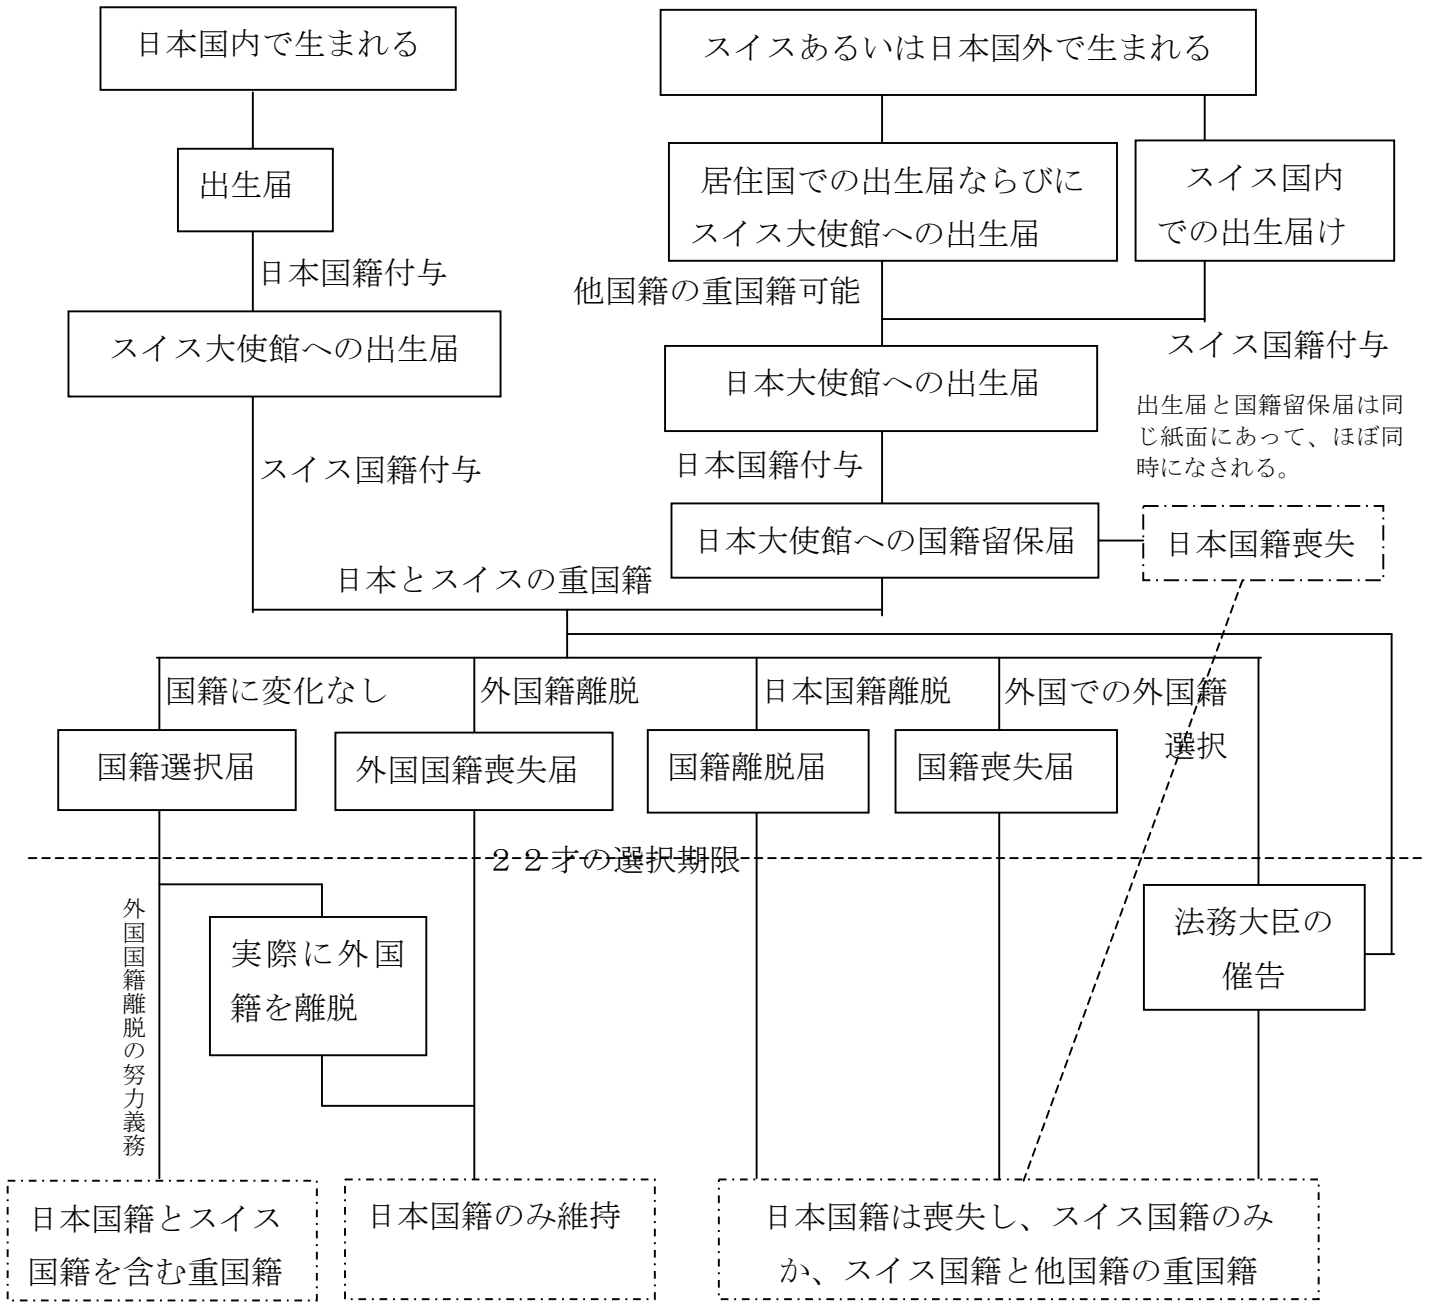 日本国内で生まれる
スイスあるいは日本国外で生まれる
出生届
居住国での出生届ならびに
スイス大使館への出生届
スイス国内
での出生届け
日本国籍付与
他国籍の重国籍可能
スイス大使館への出生届
スイス国籍付与
日本大使館への出生届
出生届と国籍留保届は同
じ紙面にあって、ほぼ同
時になされる。
スイス国籍付与
日本国籍付与
日本大使館への国籍留保届
日本国籍喪失
日本とスイスの重国籍
国籍に変化なし
外国籍離脱
日本国籍離脱
外国での外国籍
選択
国籍選択届
外国国籍喪失届
国籍離脱届
国籍喪失届
２２才の選択期限
外国国籍離脱の努力義務
実際に外国
籍を離脱
法務大臣の
催告
日本国籍とスイス
国籍を含む重国籍
日本国籍のみ維持
日本国籍は喪失し、スイス国籍のみ
か、スイス国籍と他国籍の重国籍